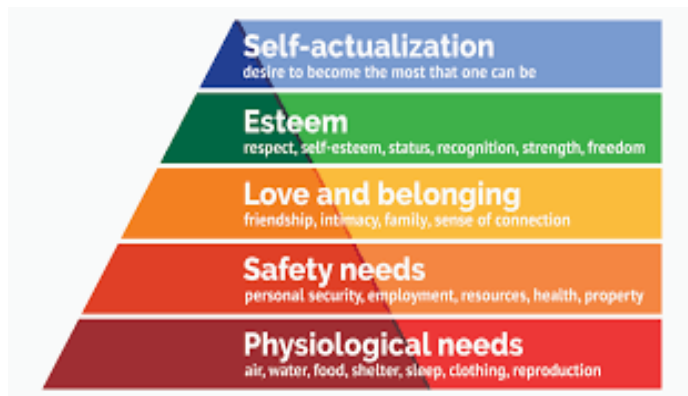 Self-actualization
desire to become the most that one can be
Esteem
respect, self-esteem, status, recognition, strength, freedom
Love and belonging
friendship, intimacy, family, sense of connection
Safety needs
personal security, employment, resources, health, property
Physiological needs
air, water, food, shelter, sleep, clothing, reproduction